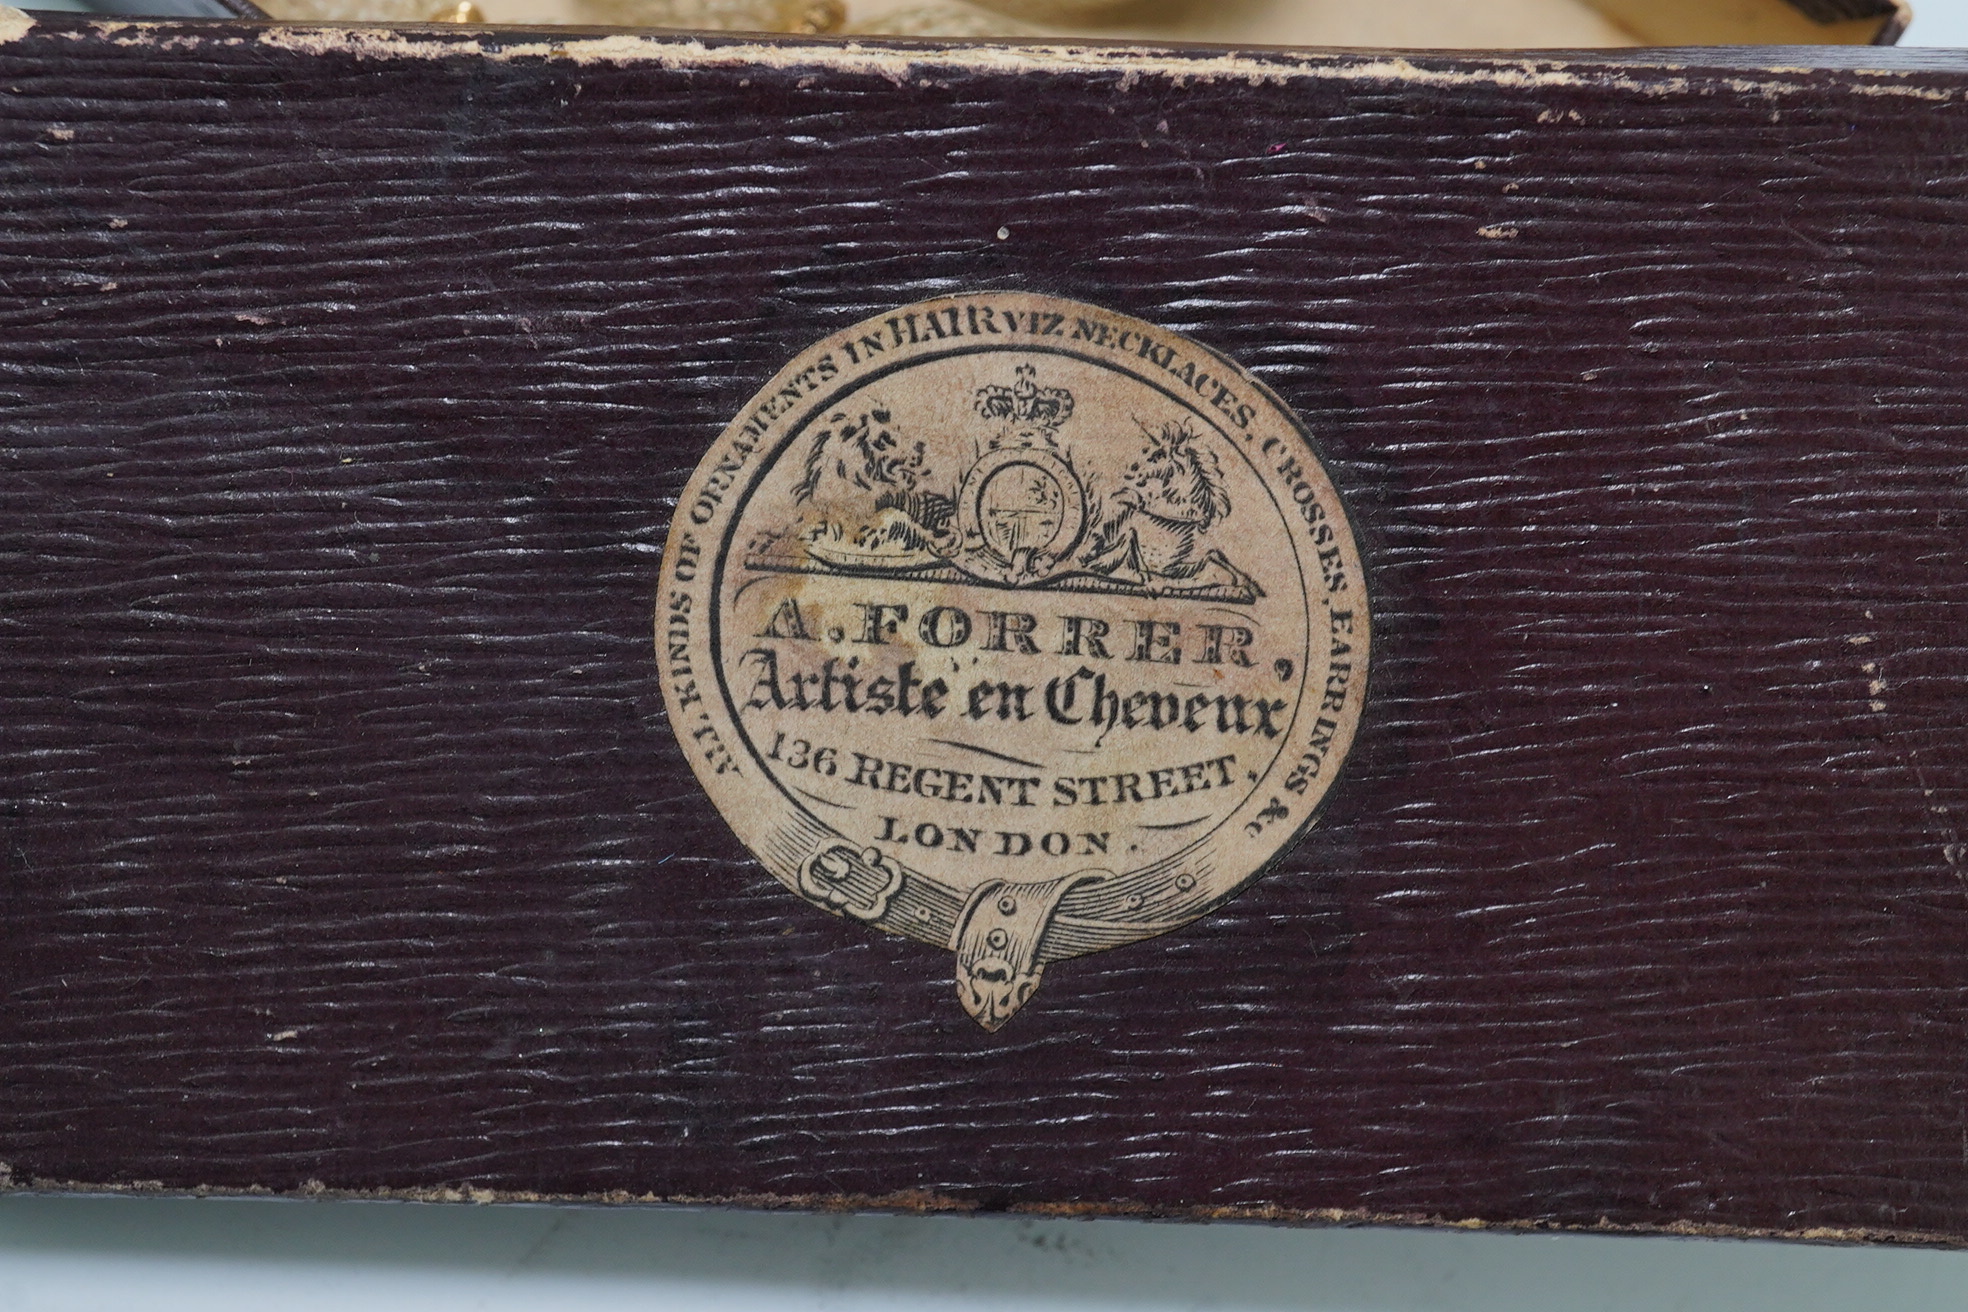 ALL KINDS OF ORNAMENTS IN HAIR VIZ NECKLACES, CROSSES, EARRINGS &c
A. FORRER,
Artiste en Cheveux
136 REGENT STREET,
LONDON.